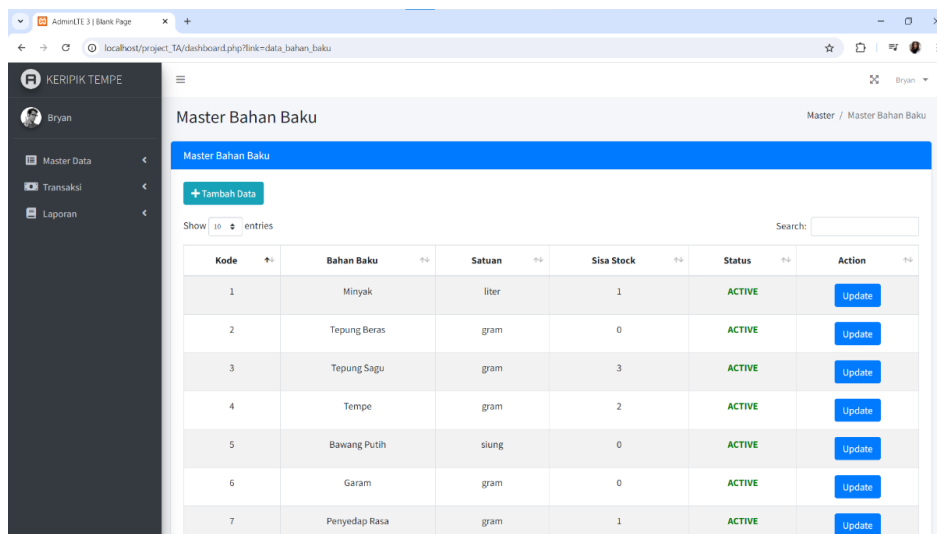 AdminLTE 3 | Blank Page
localhost/project_TA/dashboard.php?link=data_bahan_baku
KERIPIK TEMPE
Bryan
Bryan
Master Data
Transaksi
Laporan
Master Bahan Baku
Master / Master Bahan Baku
Master Bahan Baku
+ Tambah Data
Show 10 entries
Search:
Kode Bahan Baku Satuan Sisa Stock Status Action
1 Minyak liter 1 ACTIVE Update
2 Tepung Beras gram 0 ACTIVE Update
3 Tepung Sagu gram 3 ACTIVE Update
4 Tempe gram 2 ACTIVE Update
5 Bawang Putih siung 0 ACTIVE Update
6 Garam gram 0 ACTIVE Update
7 Penyedap Rasa gram 1 ACTIVE Update